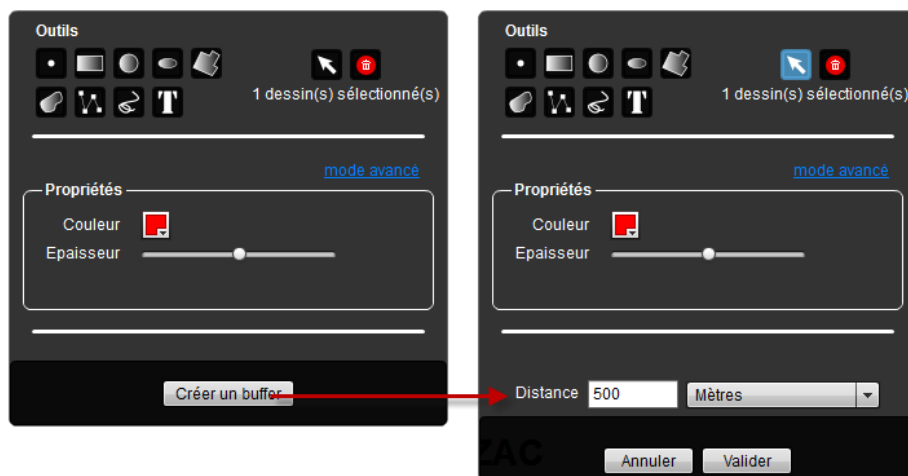 Outils
T
1 dessin(s) sélectionné(s)
mode avancé
Propriétés
Couleur
Epaisseur
Créer un buffer
Outils
T
1 dessin(s) sélectionné(s)
mode avancé
Propriétés
Couleur
Epaisseur
Distance 500 Mètres
ZAC
Annuler Valider